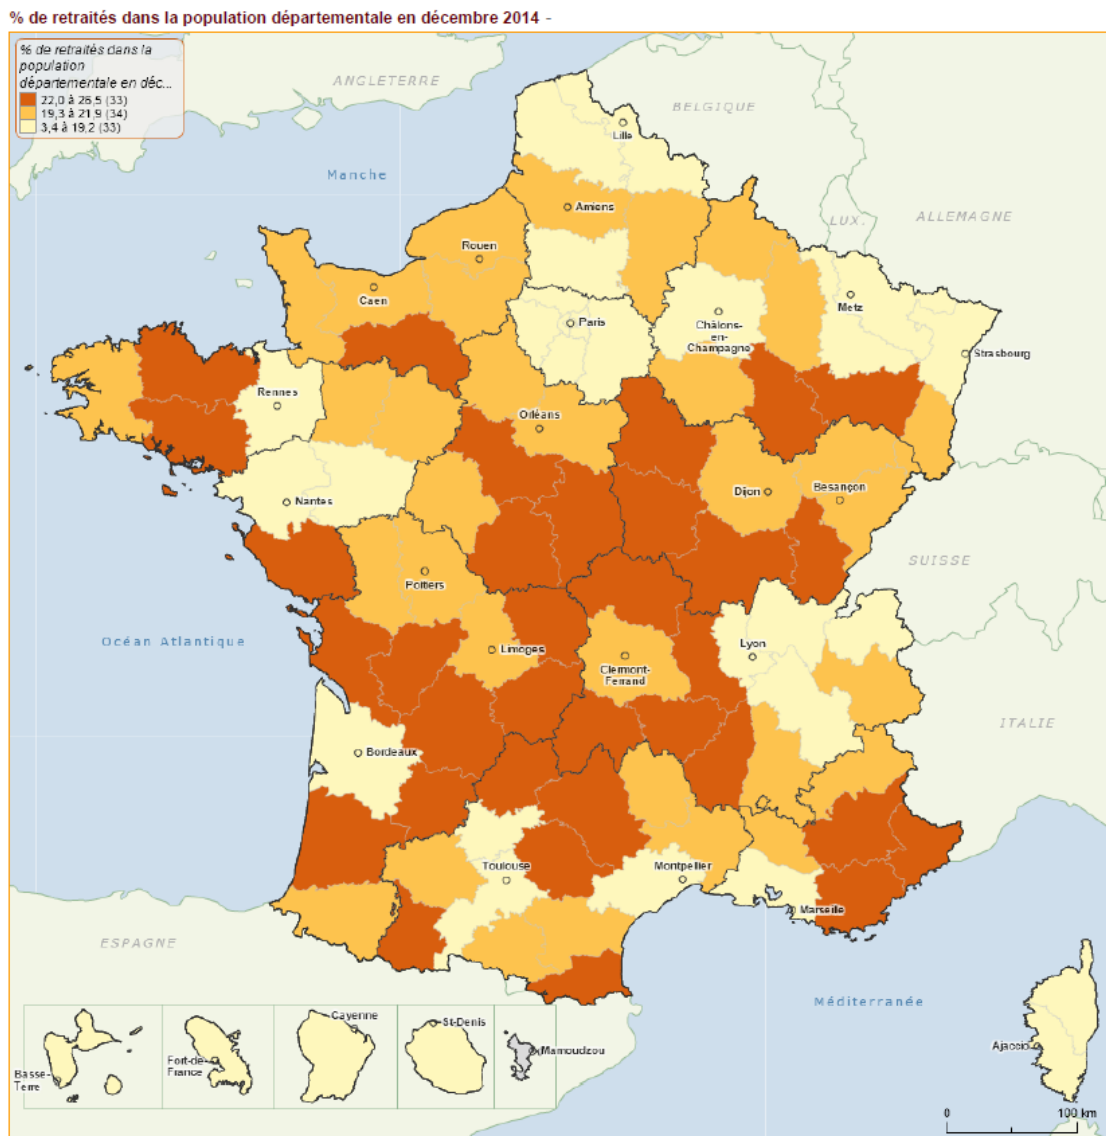 % de retraités dans la population départementale en décembre 2014 -
% de retraités dans la
population
départementale en déc...
22,0 à 26,5 (33)
19,3 à 21,9 (34)
3,4 à 19,2 (33)
ANGLETERRE
BELGIQUE
Lille
Manche
Amiens
LUX.
ALLEMAGNE
Rouen
Caen
Metz
Paris
Châlons-
en-
Champagne
Strasbourg
Rennes
Orléans
Nantes
Dijon
Besançon
SUISSE
Poitiers
Océan Atlantique
Limoges
Lyon
Clermont-
Ferrand
ITALIE
Bordeaux
Toulouse
Montpellier
Marseille
ESPAGNE
Méditerranée
Cayenne
St-Denis
Fort-de-
France
Mamoudzou
Basse-
Terre
Ajaccio
0 100 km